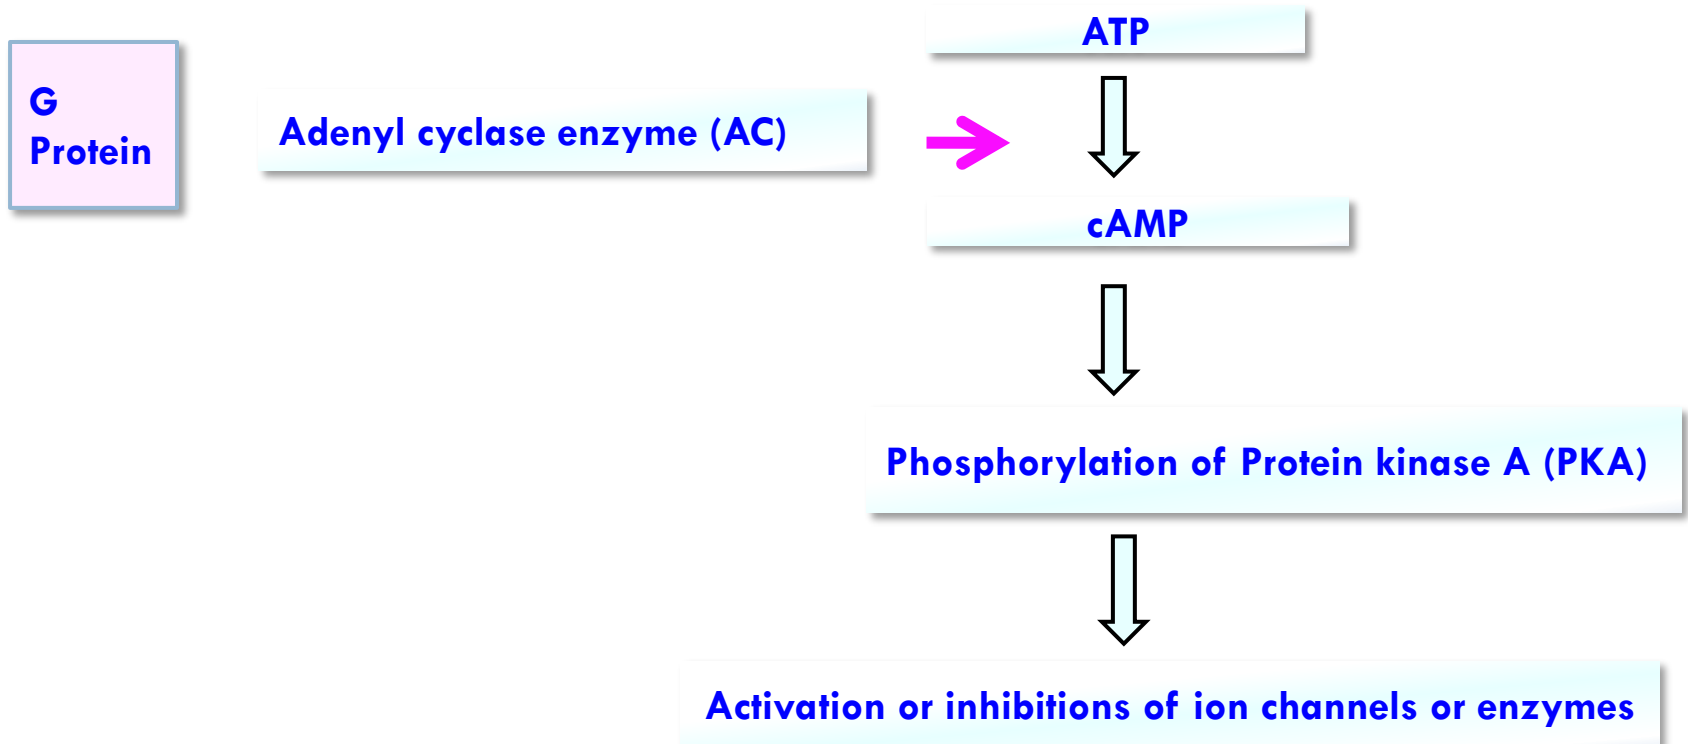 ATP
G
Protein
Adenyl cyclase enzyme (AC)
cAMP
Phosphorylation of Protein kinase A (PKA)
Activation or inhibitions of ion channels or enzymes